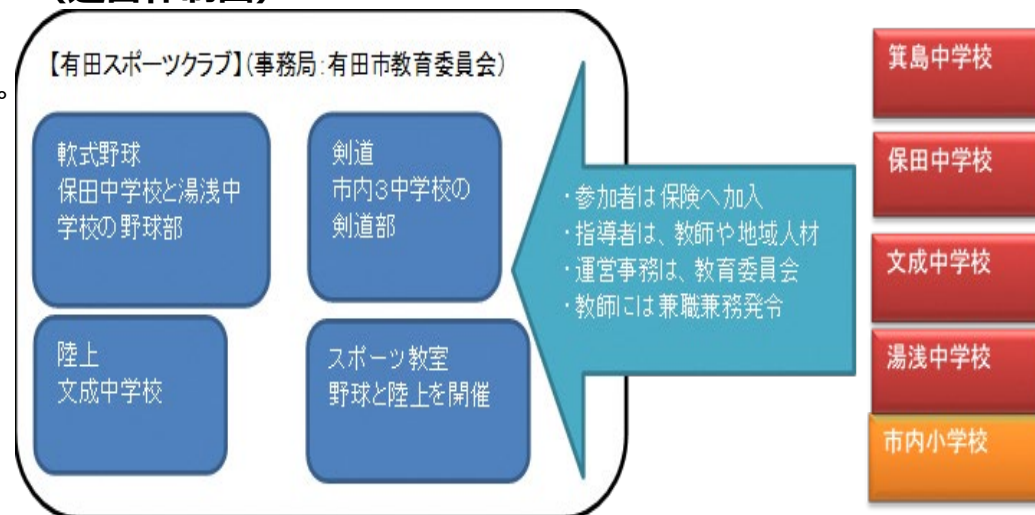 【有田スポーツクラブ】(事務局:有田市教育委員会)
。
軟式野球
保田中学校と湯浅中
学校の野球部
剣道
市内3中学校の
剣道部
陸上
文成中学校
スポーツ教室
野球と陸上を開催
・参加者は保険へ加入
・指導者は、教師や地域人材
・運営事務は、教育委員会
・教師には兼職兼務発令
箕島中学校
保田中学校
文成中学校
湯浅中学校
市内小学校